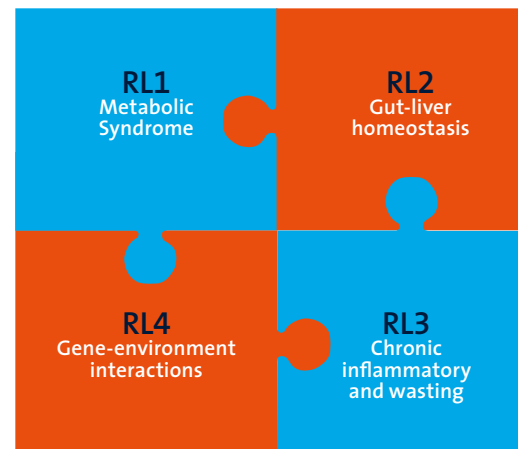 RL1
Metabolic
Syndrome
RL2
Gut-liver
homeostasis
RL4
Gene-environment
interactions
RL3
Chronic
inflammatory
and wasting